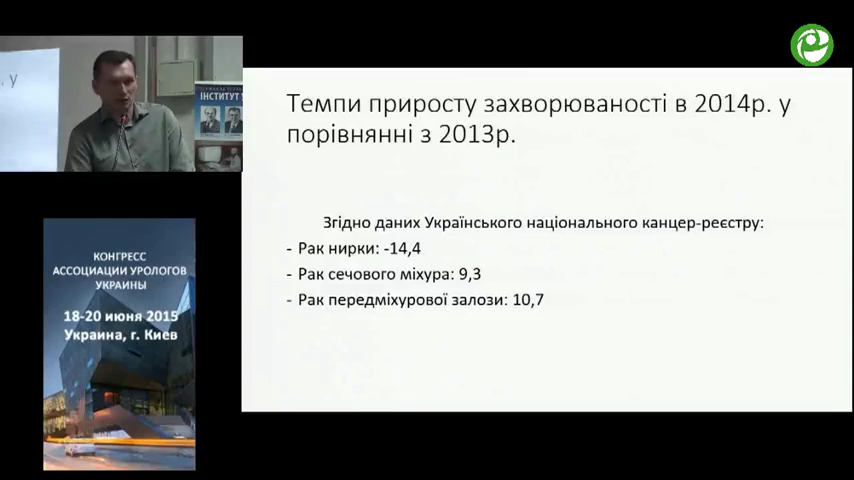 . у
ІНСТИТУТ У
Темпи приросту захворюваності в 2014р. у
порівнянні з 2013р.
Згідно даних Українського національного канцер-реєстру:
- Рак нирки: -14,4
- Рак сечового міхура: 9,3
- Рак передміхурової залози: 10,7
КОНГРЕСС
АССОЦИАЦИИ УРОЛОГОВ
УКРАИНЫ
18-20 июня 2015
Украина, г. Киев